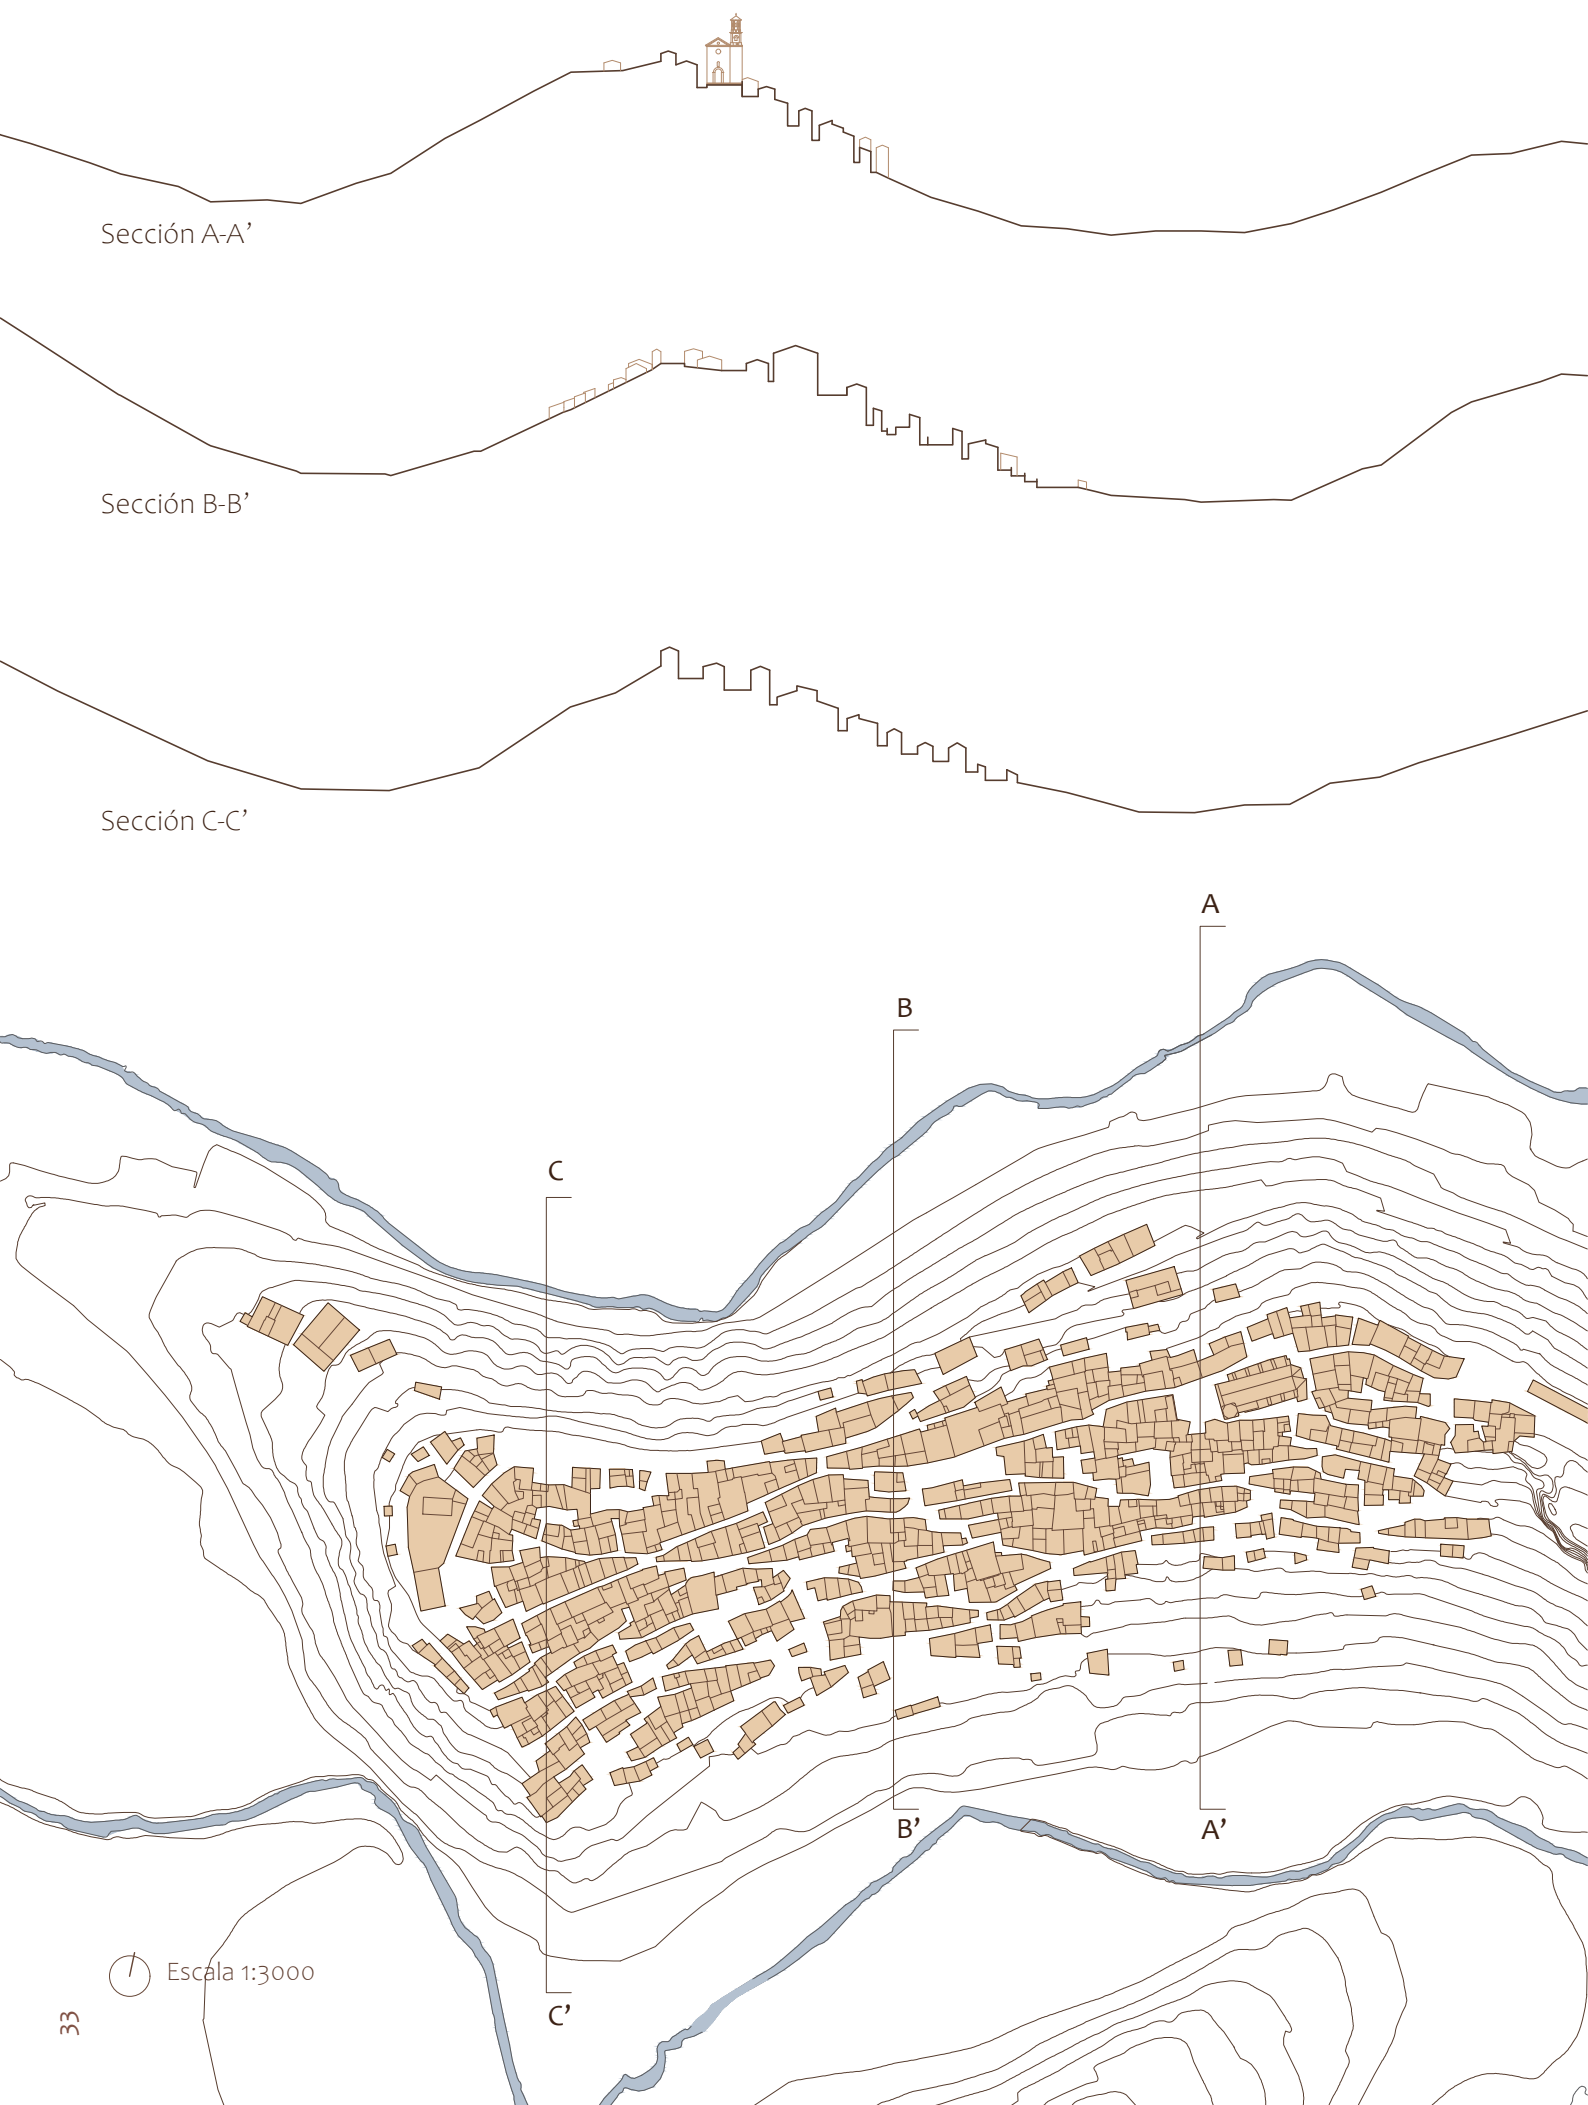 Sección A-A’
Sección B-B’
Sección C-C’
A
B
C
B’
A’
Escala 1:3000
C’
33